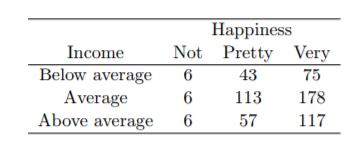 Happiness
Income Not Pretty Very
Below average 6 43 75
Average 6 113 178
Above average 6 57 117